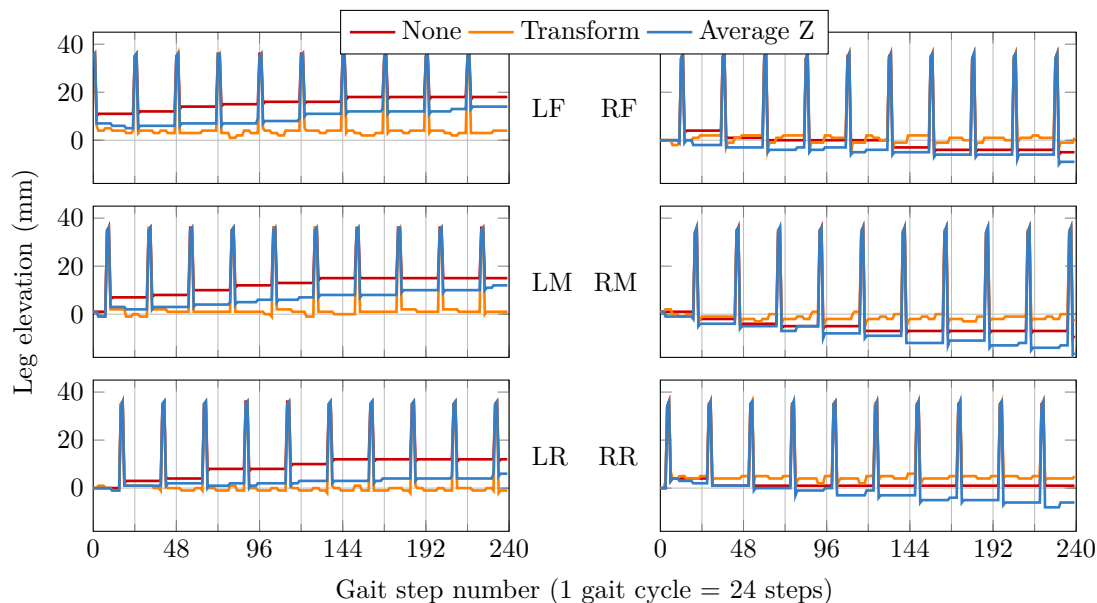 None Transform Average Z
40
20
0
LF RF
Leg elevation (mm)
40
20
0
LM RM
40
20
0
LR RR
0 48 96 144 192 240 0 48 96 144 192 240
Gait step number (1 gait cycle = 24 steps)